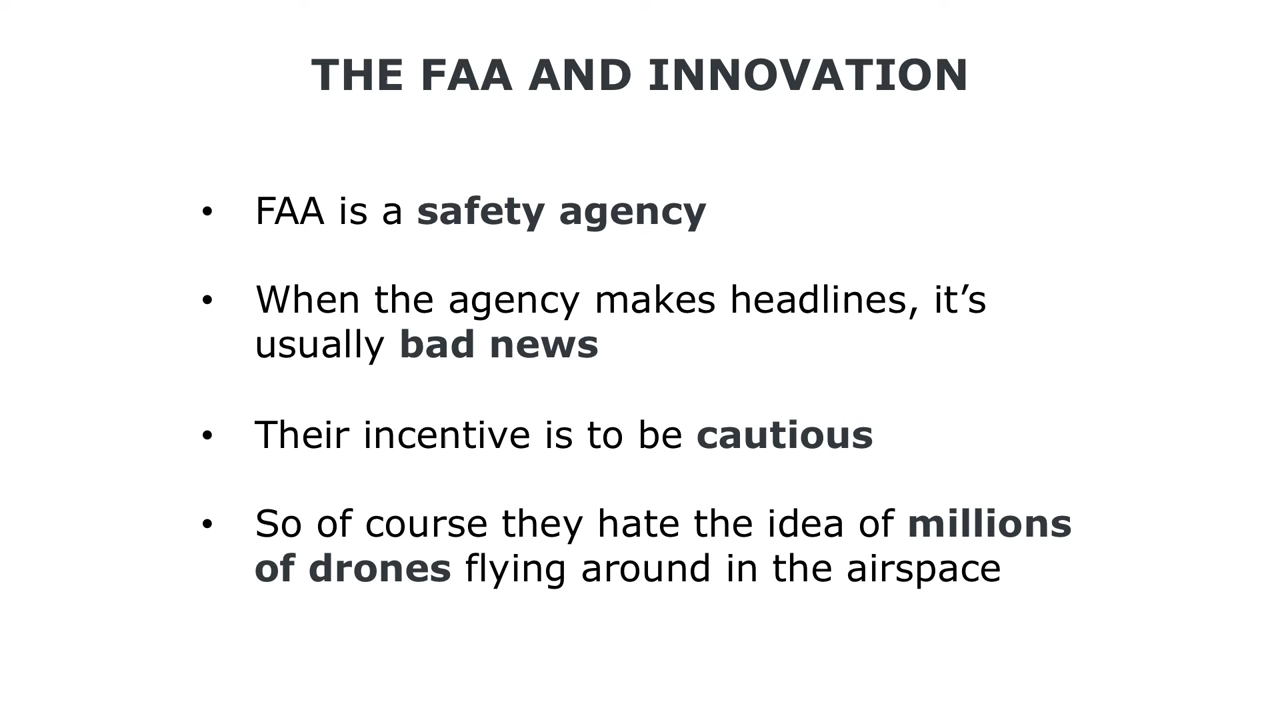 THE FAA AND INNOVATION
• FAA is a safety agency
• When the agency makes headlines, it’s
usually bad news
• Their incentive is to be cautious
• So of course they hate the idea of millions
of drones flying around in the airspace